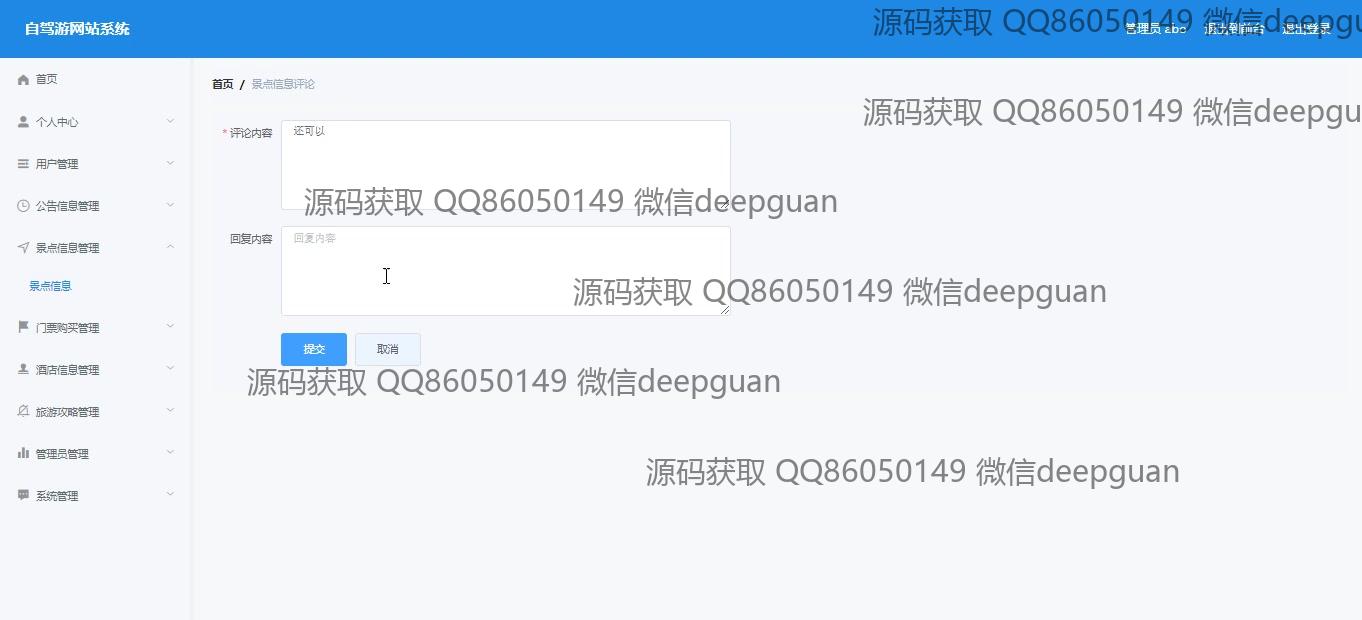 自驾游网站系统
管理员 abo 退出到前台 退出登录
源码获取 QQ86050149 微信deepgu
首页
个人中心
用户管理
公告信息管理
景点信息管理
景点信息
门票购买管理
酒店信息管理
旅游攻略管理
管理员管理
系统管理
首页 / 景点信息评论
源码获取 QQ86050149 微信deepgu
* 评论内容
还可以
源码获取 QQ86050149 微信deepguan
回复内容
回复内容
源码获取 QQ86050149 微信deepguan
提交 取消
源码获取 QQ86050149 微信deepguan
源码获取 QQ86050149 微信deepguan